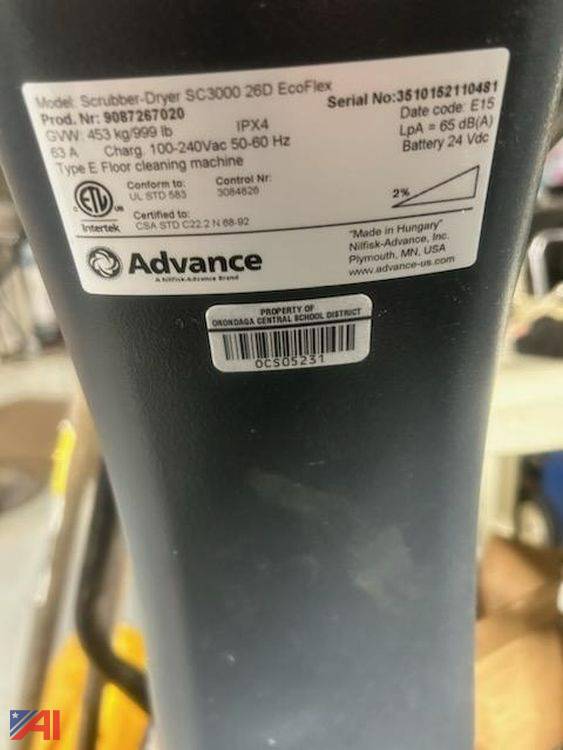 Model: Scrubber-Dryer SC3000 26D EcoFlex
Prod. Nr: 9087267020
Serial No:3510152110481
GVW: 453 kg/999 lb
IPX4
Date code: E15
63 A Charg. 100-240Vac 50-60 Hz
LpA = 65 dB(A)
Type E Floor cleaning machine
Battery 24 Vdc
ETL
C US
Intertek
Conform to:
UL STD 583
Control Nr:
3084626
Certified to:
CSA STD C22.2 N 68-92
2%
Advance
A Nilfisk-Advance Brand
"Made in Hungary"
Nilfisk-Advance, Inc.
Plymouth, MN, USA
www.advance-us.com
PROPERTY OF
ONONDAGA CENTRAL SCHOOL DISTRICT
OCS05231
AI